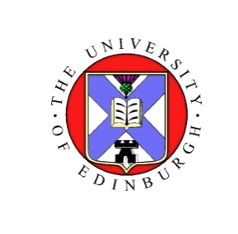 · THE UNIVERSITY ·
OF EDINBURGH